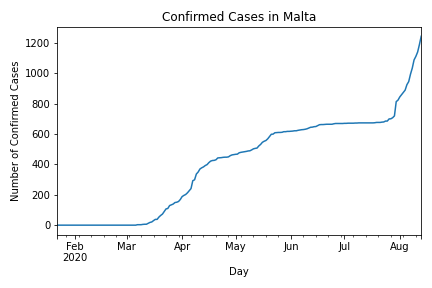 Confirmed Cases in Malta
Number of Confirmed Cases
1200
1000
800
600
400
200
0
Feb Mar Apr May Jun Jul Aug
2020
Day